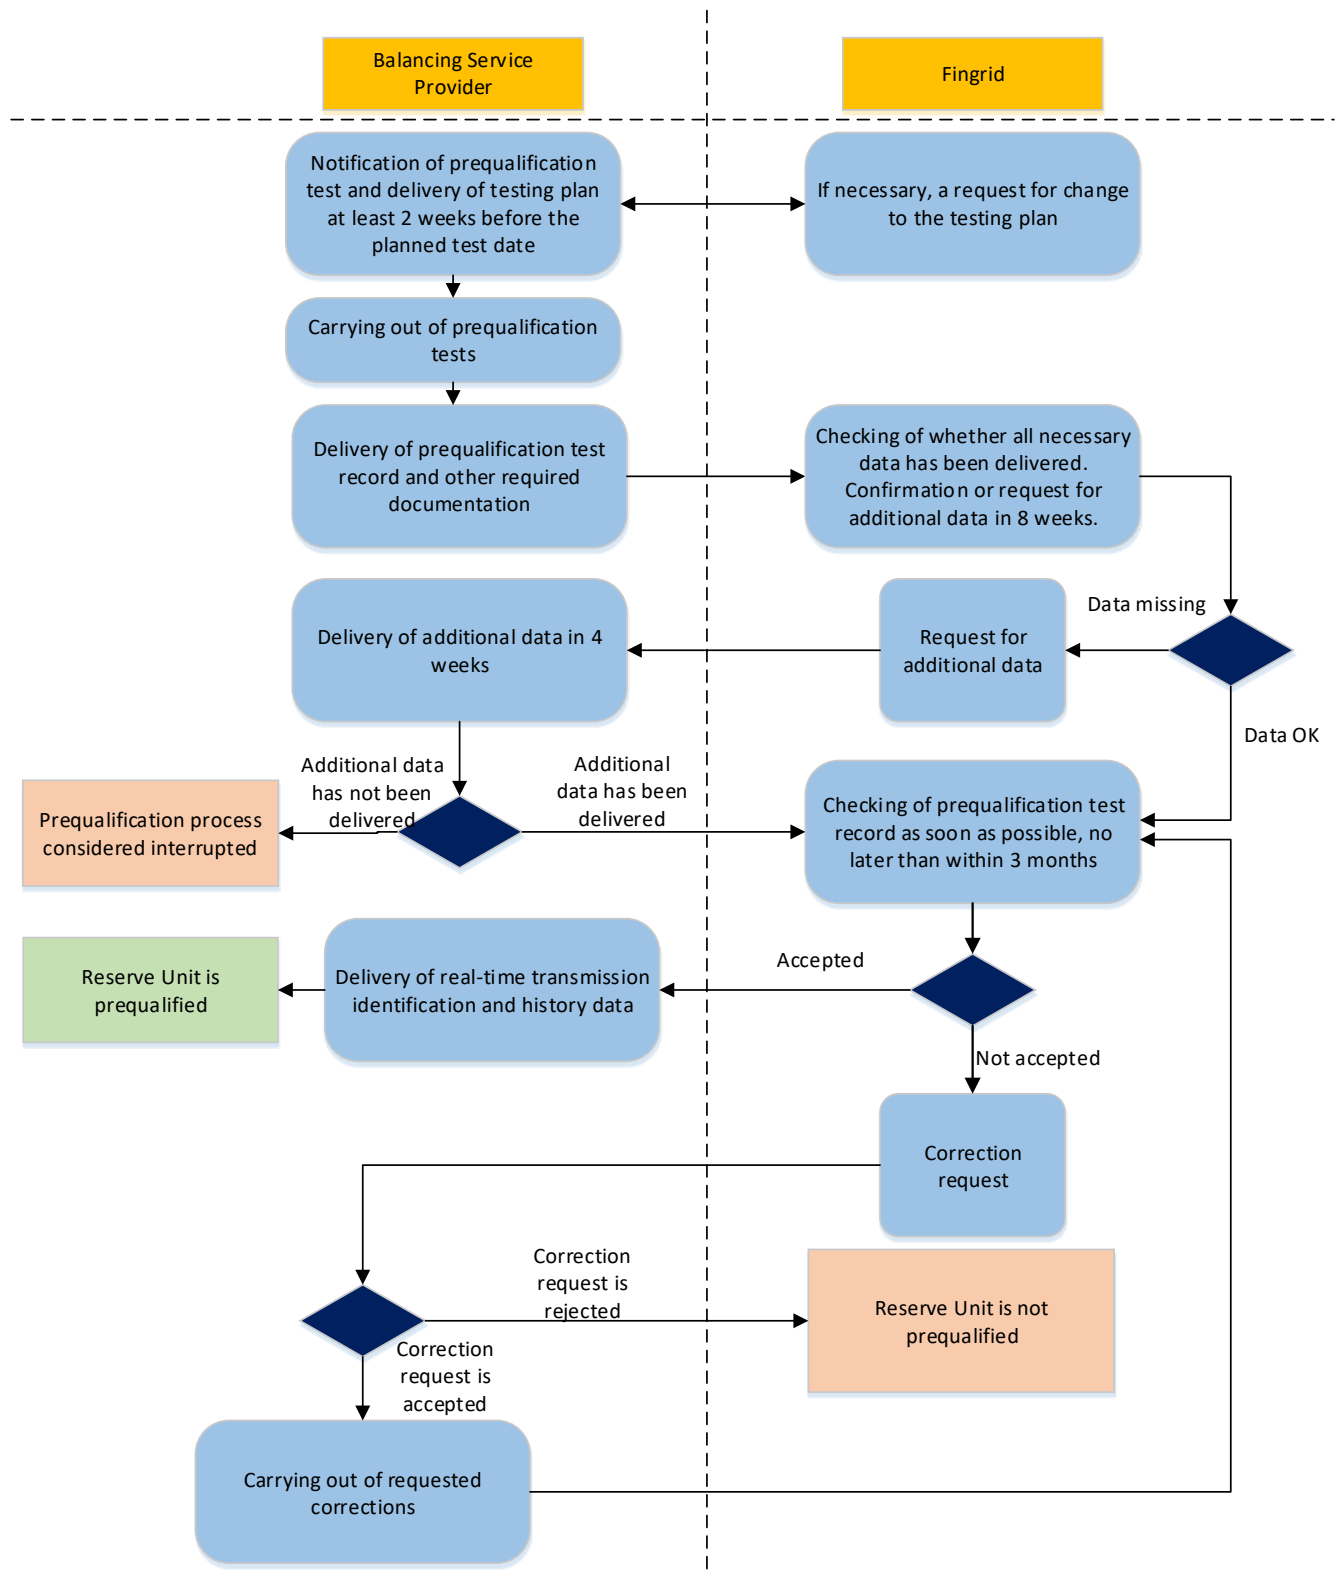 Balancing Service
Provider
Fingrid
Notification of prequalification
test and delivery of testing plan
at least 2 weeks before the
planned test date
If necessary, a request for change
to the testing plan
Carrying out of prequalification
tests
Delivery of prequalification test
record and other required
documentation
Checking of whether all necessary
data has been delivered.
Confirmation or request for
additional data in 8 weeks.
Data missing
Request for
additional data
Delivery of additional data in 4
weeks
Data OK
Additional data
has not been
delivered
Additional
data has been
delivered
Prequalification process
considered interrupted
Checking of prequalification test
record as soon as possible, no
later than within 3 months
Accepted
Delivery of real-time transmission
identification and history data
Reserve Unit is
prequalified
Not accepted
Correction
request
Correction
request is
rejected
Reserve Unit is not
prequalified
Correction
request is
accepted
Carrying out of requested
corrections